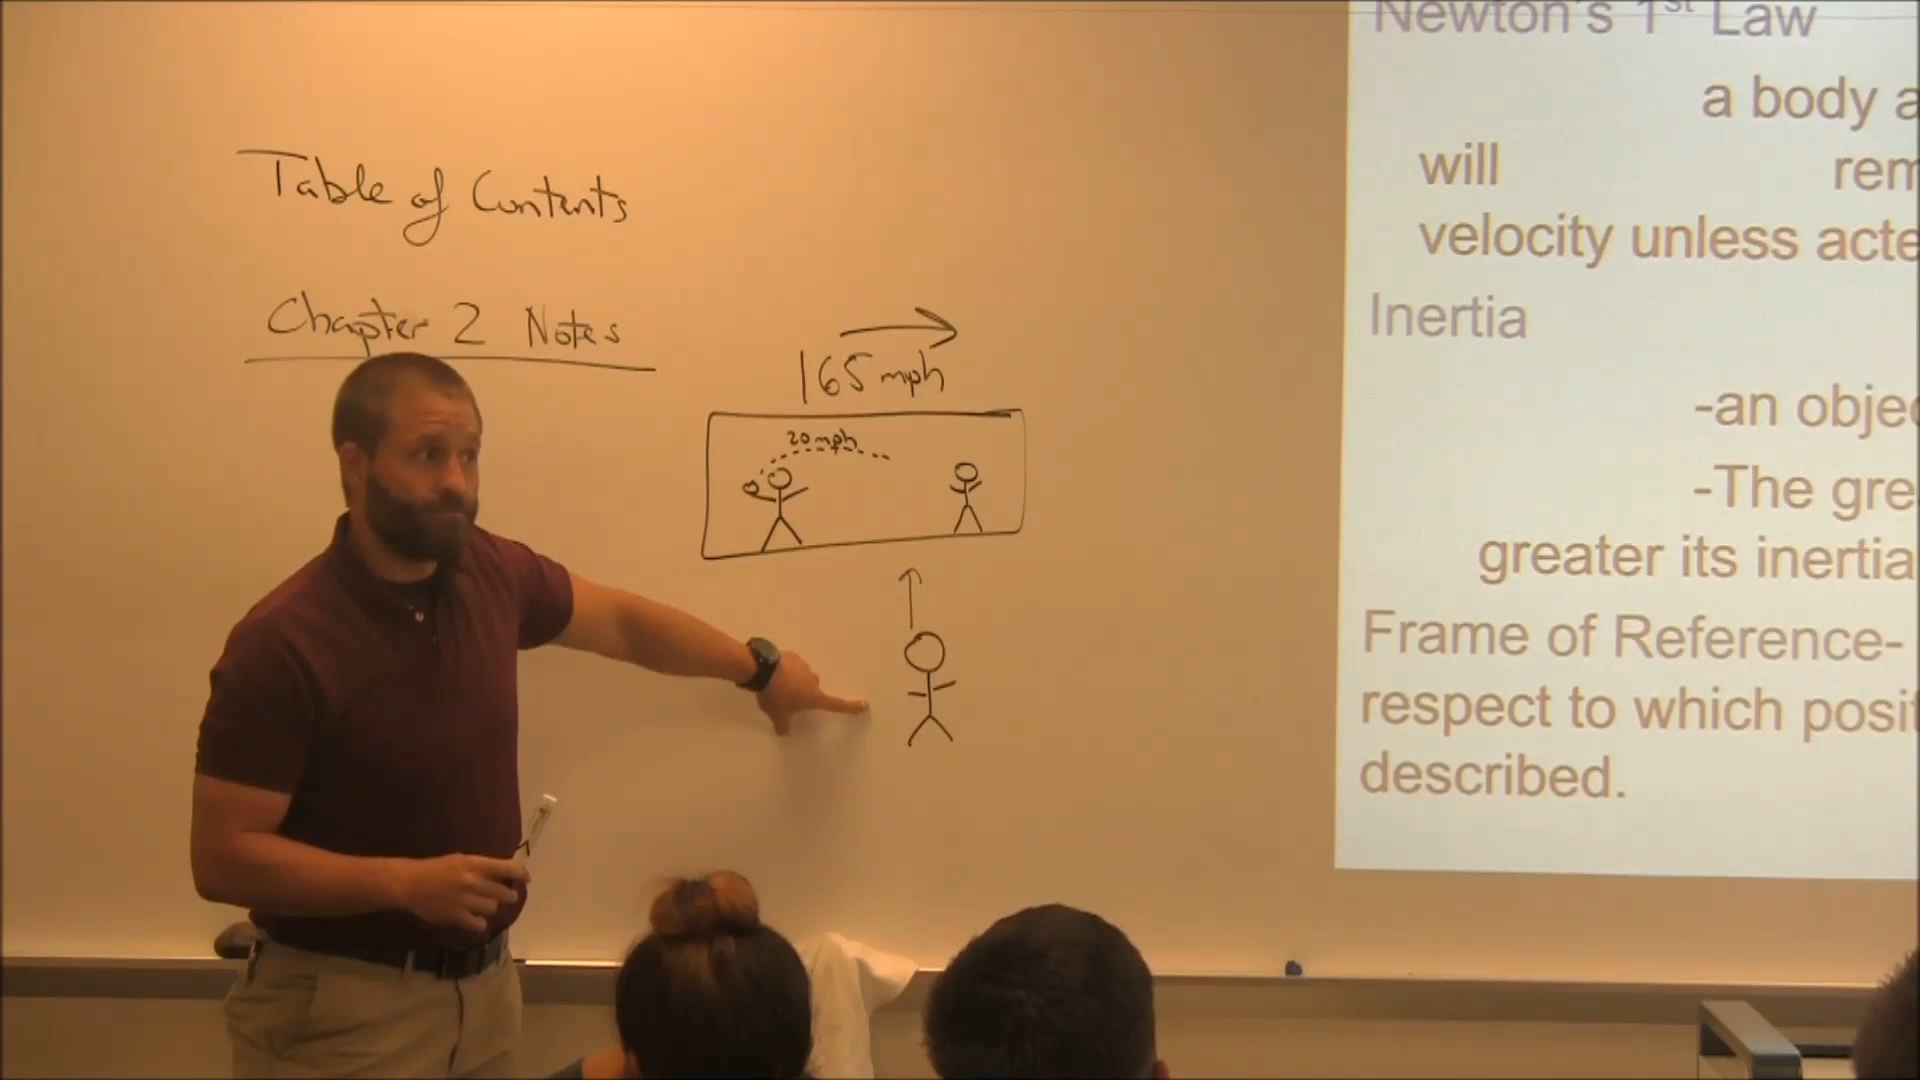 Table of Contents
Chapter 2 Notes
165 mph
20 mph
Newton's 1st Law
a body a
will rem
velocity unless acte
Inertia
-an objec
-The gre
greater its inertia
Frame of Reference-
respect to which posit
described.